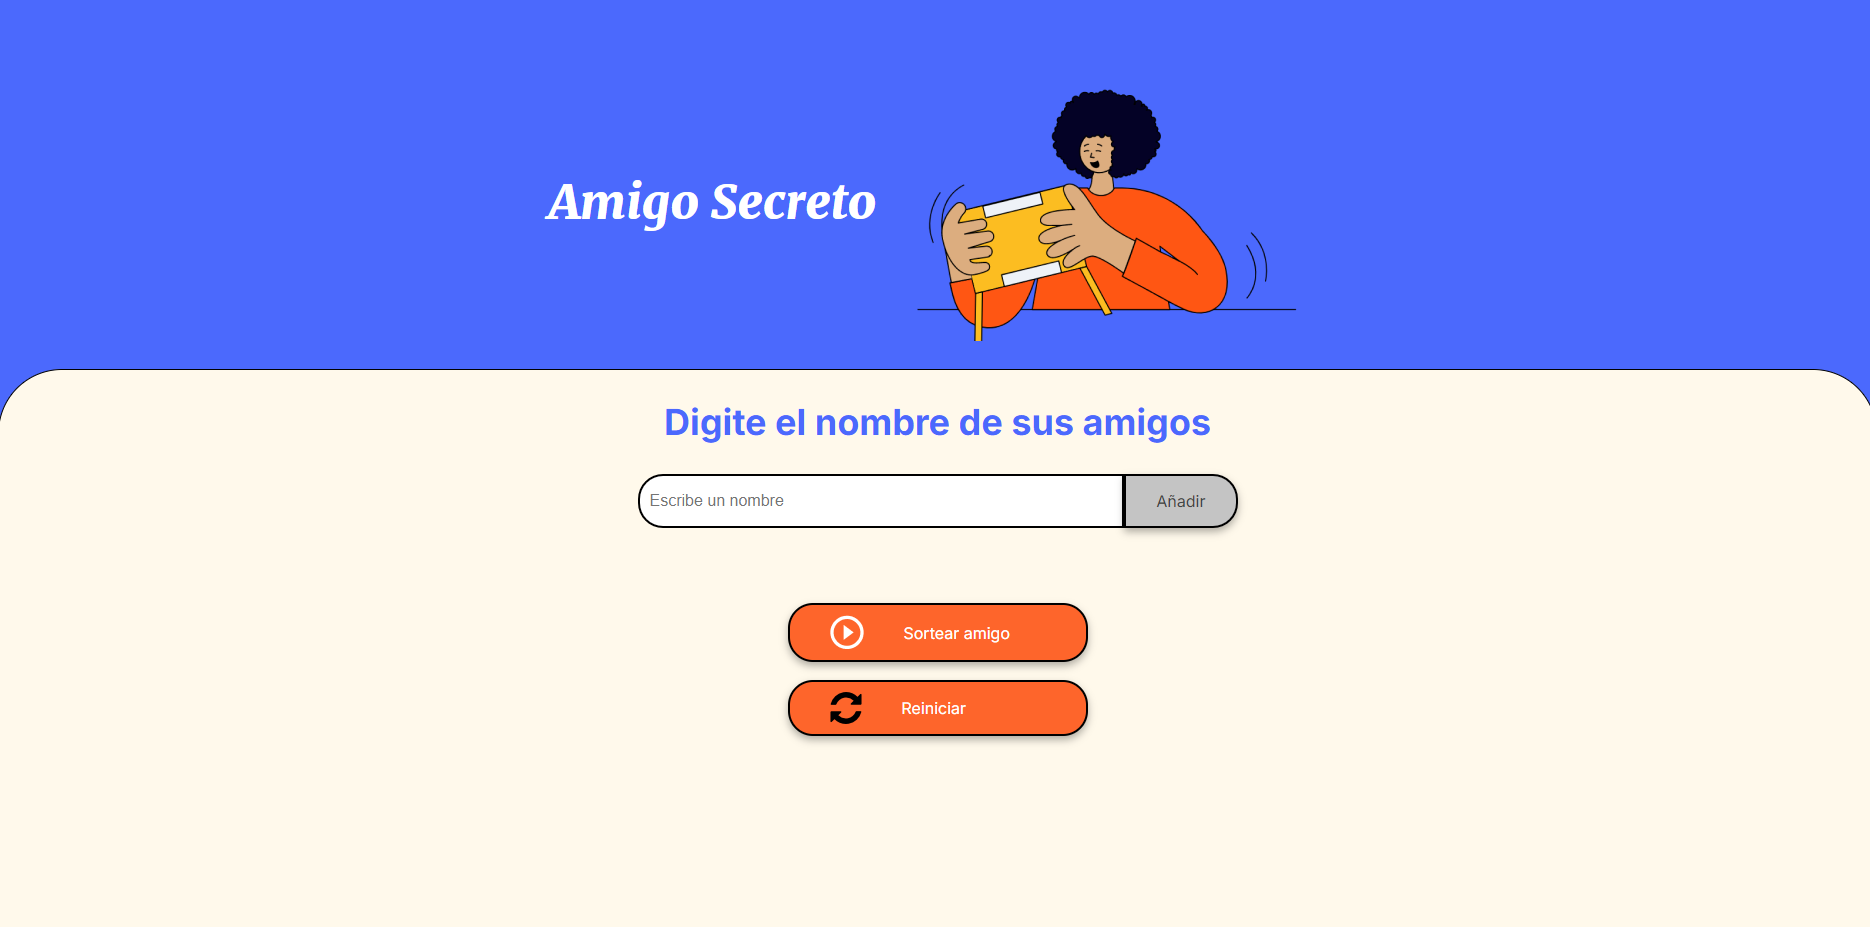 Amigo Secreto
Digite el nombre de sus amigos
Escribe un nombre
Añadir
Sortear amigo
Reiniciar